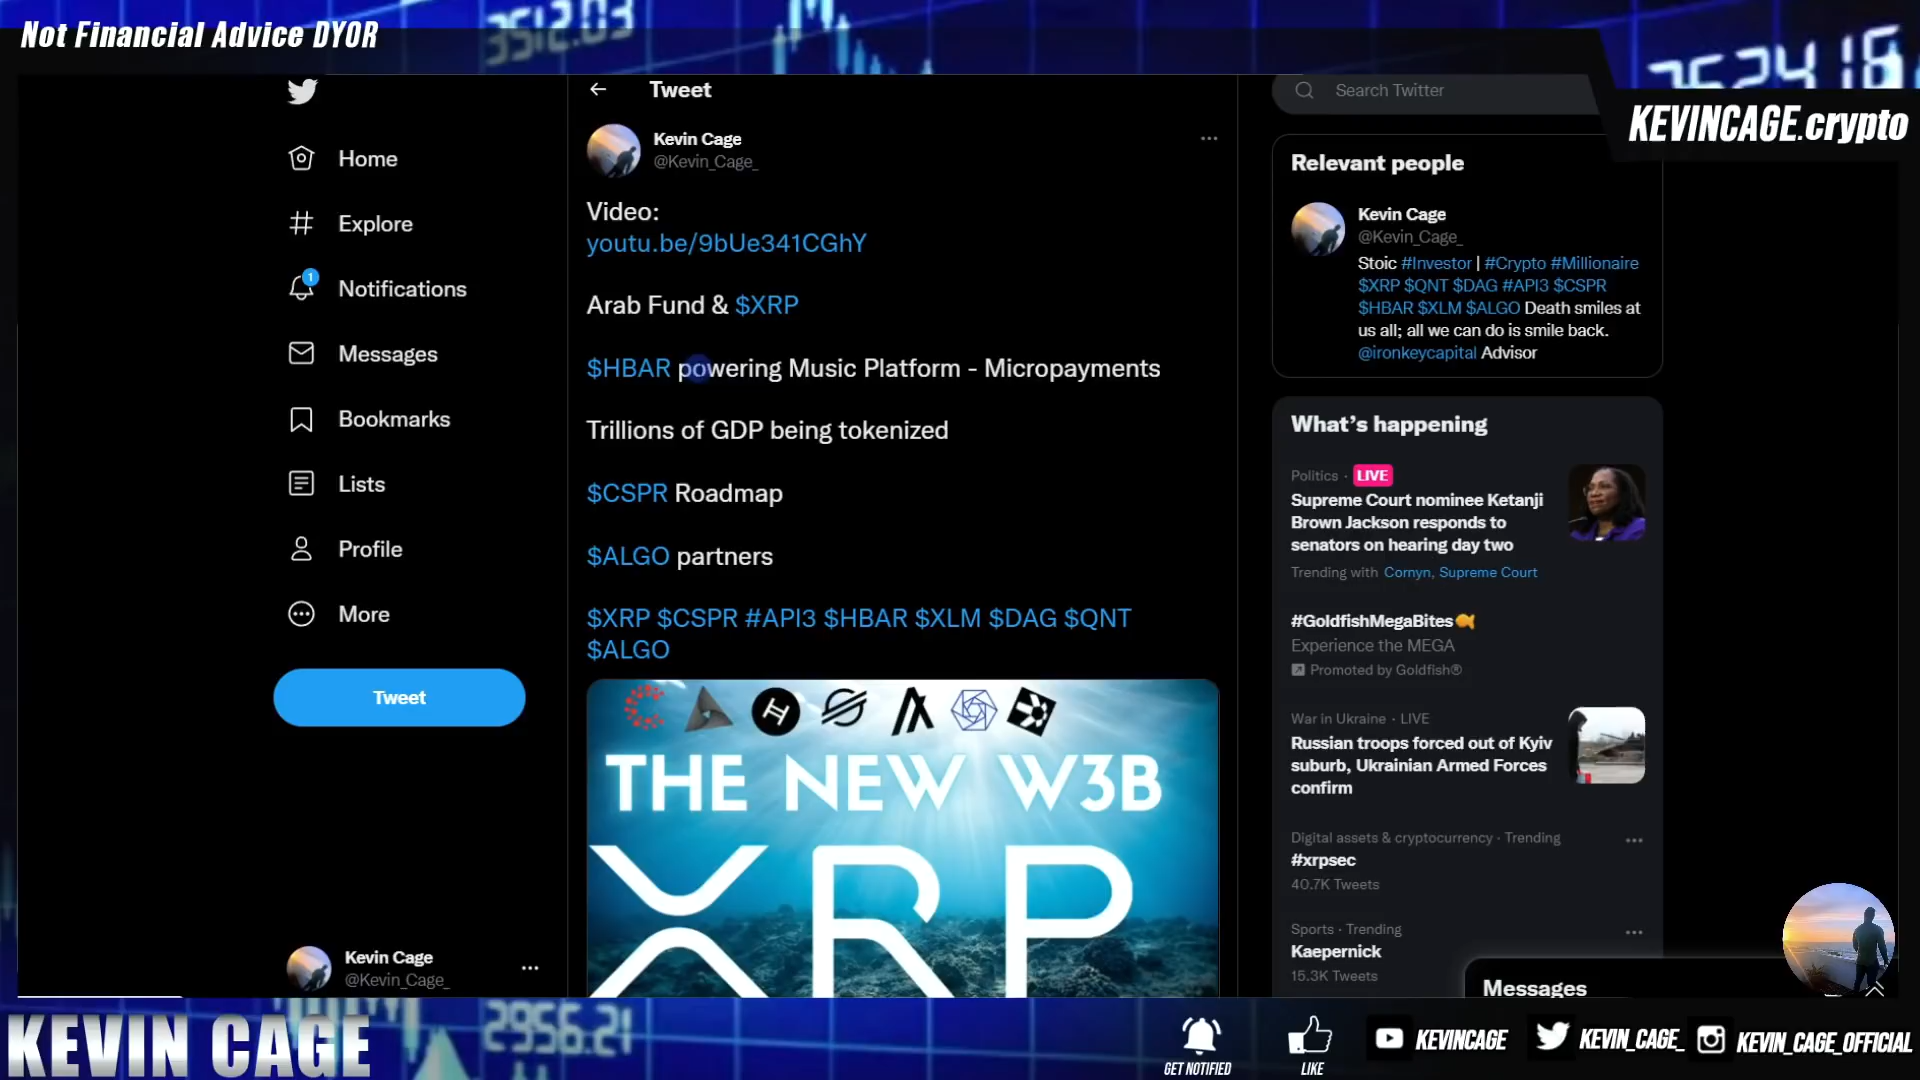 Not Financial Advice DYOR
3512.03
3524.16
KEVINCAGE.crypto
Home
Explore
1
Notifications
Messages
Bookmarks
Lists
Profile
More
Tweet
Kevin Cage
@Kevin_Cage_
Tweet
Kevin Cage
@Kevin_Cage_
Video:
youtu.be/9bUe341CGhY
Arab Fund & $XRP
$HBAR powering Music Platform - Micropayments
Trillions of GDP being tokenized
$CSPR Roadmap
$ALGO partners
$XRP $CSPR #API3 $HBAR $XLM $DAG $QNT
$ALGO
THE NEW W3B
XRP
Search Twitter
Relevant people
Kevin Cage
@Kevin_Cage_
Stoic #Investor | #Crypto #Millionaire
$XRP $QNT $DAG #API3 $CSPR
$HBAR $XLM $ALGO Death smiles at
us all; all we can do is smile back.
@ironkeycapital Advisor
What's happening
Politics · LIVE
Supreme Court nominee Ketanji
Brown Jackson responds to
senators on hearing day two
Trending with Cornyn, Supreme Court
#GoldfishMegaBites
Experience the MEGA
Promoted by Goldfish®
War in Ukraine · LIVE
Russian troops forced out of Kyiv
suburb, Ukrainian Armed Forces
confirm
Digital assets & cryptocurrency · Trending
#xrpsec
40.7K Tweets
Sports · Trending
Kaepernick
15.3K Tweets
Messages
KEVIN CAGE
2956.21
GET NOTIFIED
LIKE
KEVINCAGE
KEVIN_CAGE_
KEVIN_CAGE_OFFICIAL